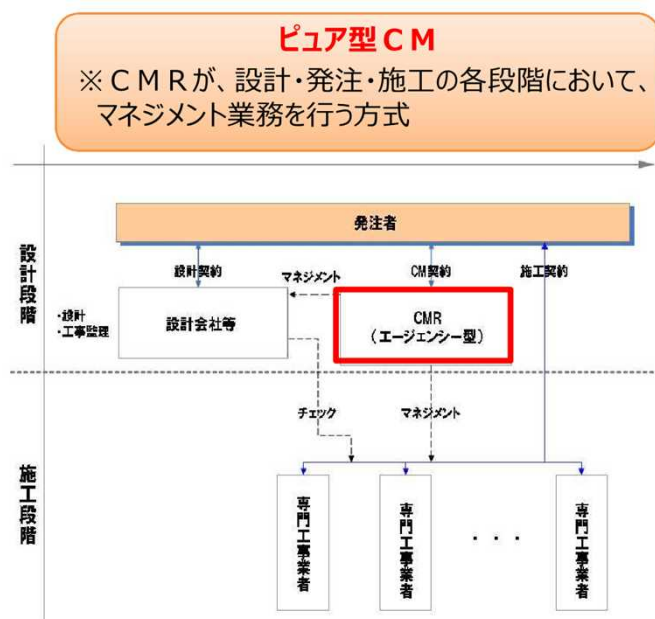 ピュア型ＣＭ
※ＣＭＲが、設計・発注・施工の各段階において、
マネジメント業務を行う方式
発注者
設計契約
マネジメント
CM契約
施工契約
設計段階
・設計
・工事監理
設計会社等
CMR
（エージェンシー型）
チェック
マネジメント
施工段階
専門工事業者
専門工事業者
・・・
専門工事業者